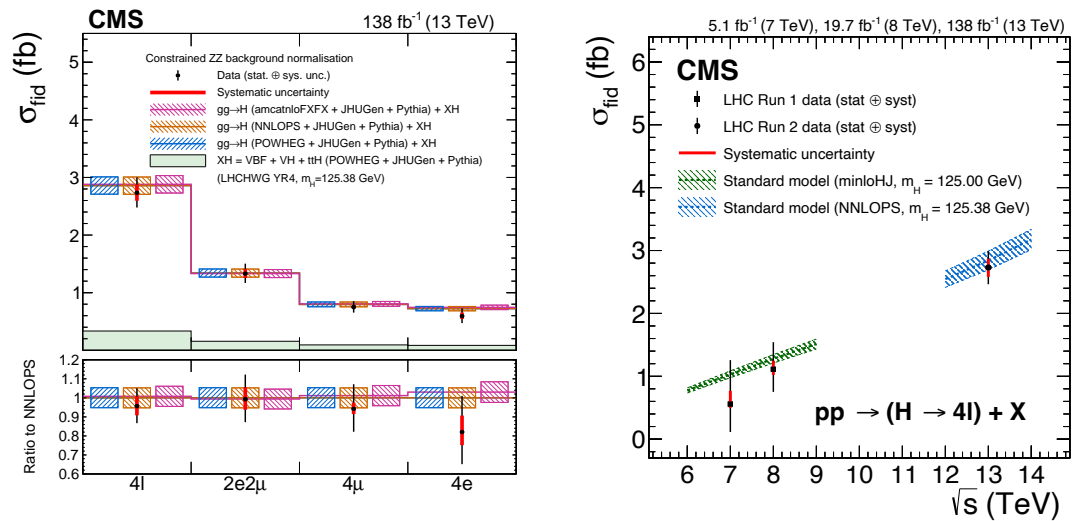 CMS
138 fb⁻¹ (13 TeV)
σfid (fb)
5
4
3
2
1
0
Constrained ZZ background normalisation
Data (stat. ⊕ sys. unc.)
Systematic uncertainty
gg→H (amcatnloFXFX + JHUGen + Pythia) + XH
gg→H (NNLOPS + JHUGen + Pythia) + XH
gg→H (POWHEG + JHUGen + Pythia) + XH
XH = VBF + VH + ttH (POWHEG + JHUGen + Pythia)
(LHCHWG YR4, mH=125.38 GeV)
Ratio to NNLOPS
1.2
1.1
1.0
0.9
0.8
0.7
0.6
4l
2e2μ
4μ
4e
5.1 fb⁻¹ (7 TeV), 19.7 fb⁻¹ (8 TeV), 138 fb⁻¹ (13 TeV)
σfid (fb)
6
5
4
3
2
1
0
CMS
LHC Run 1 data (stat ⊕ syst)
LHC Run 2 data (stat ⊕ syst)
Systematic uncertainty
Standard model (minloHJ, mH = 125.00 GeV)
Standard model (NNLOPS, mH = 125.38 GeV)
pp → (H → 4l) + X
6 7 8 9 10 11 12 13 14
√s (TeV)